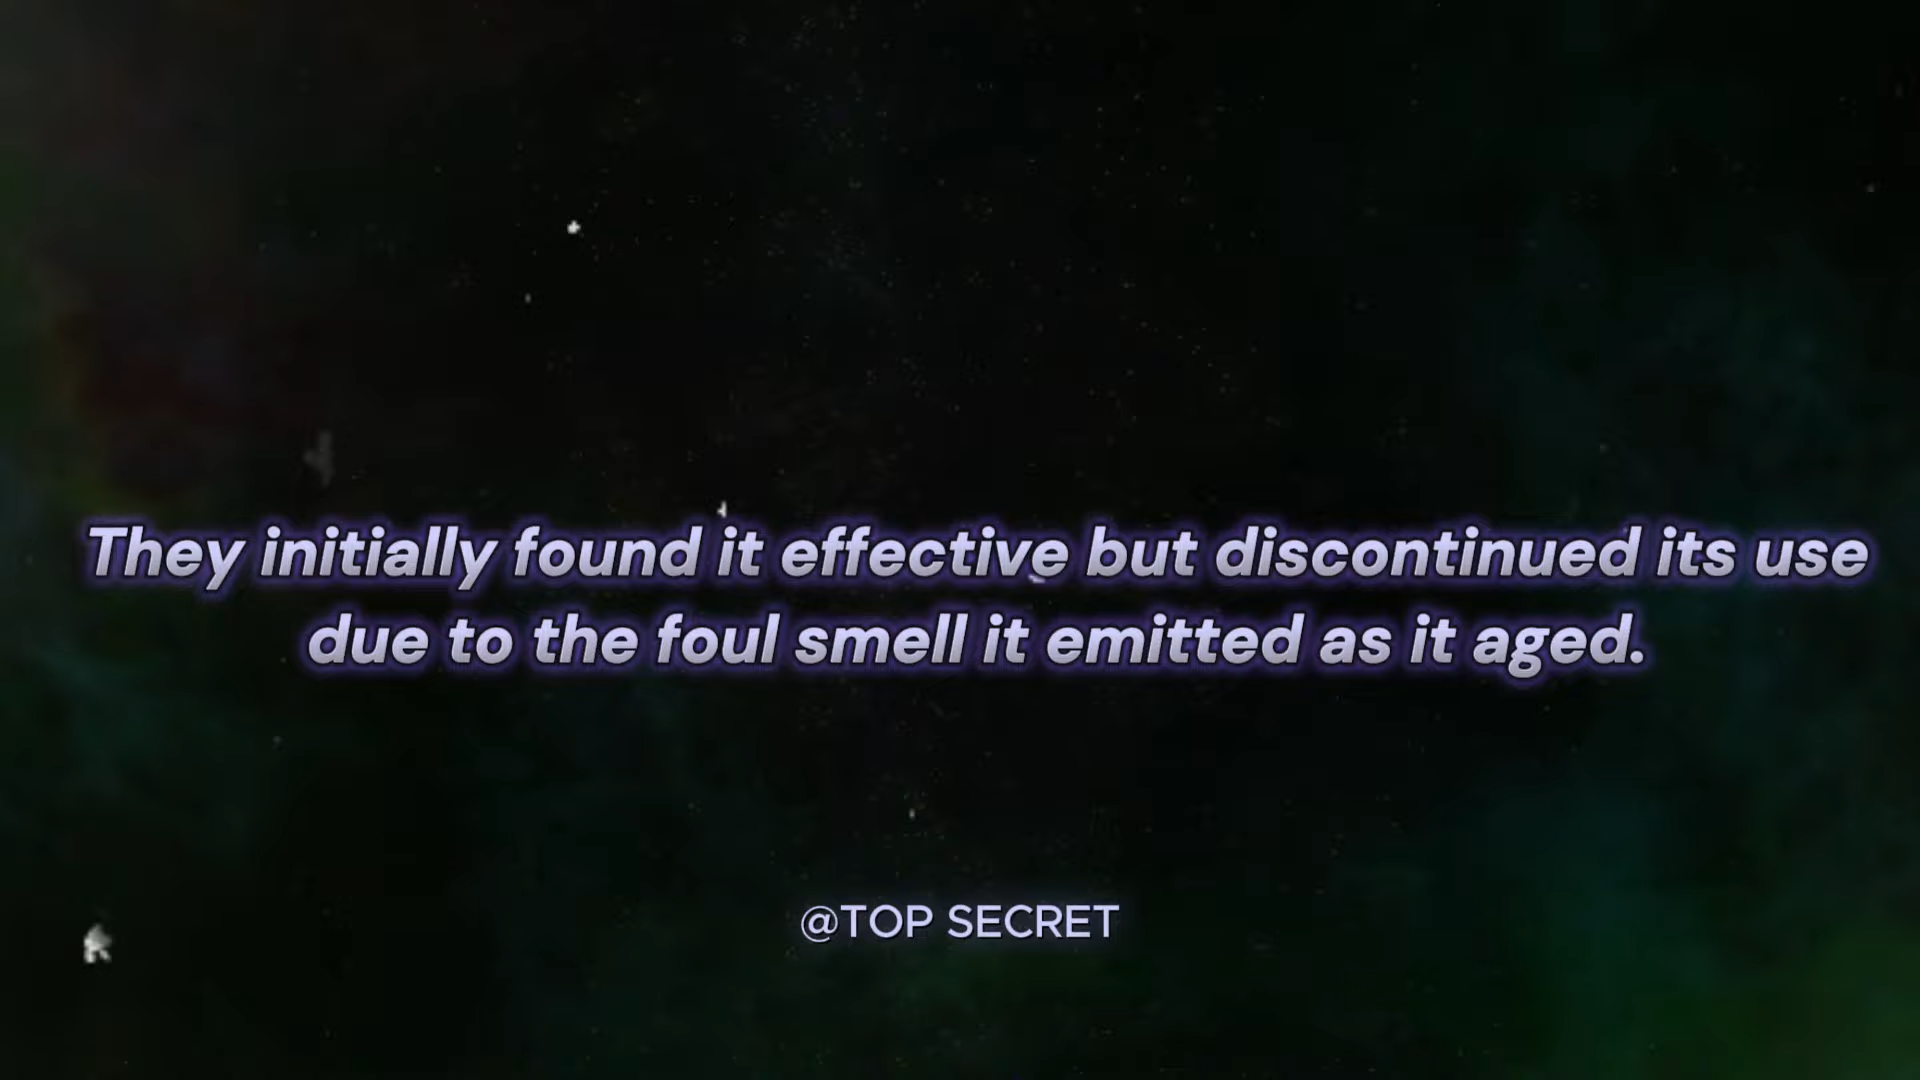 They initially found it effective but discontinued its use
due to the foul smell it emitted as it aged.
@TOP SECRET